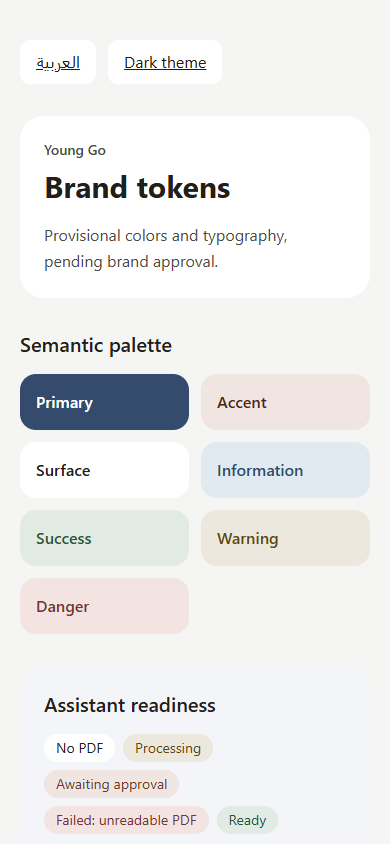 العربية
Dark theme
Young Go
Brand tokens
Provisional colors and typography,
pending brand approval.
Semantic palette
Primary
Accent
Surface
Information
Success
Warning
Danger
Assistant readiness
No PDF
Processing
Awaiting approval
Failed: unreadable PDF
Ready